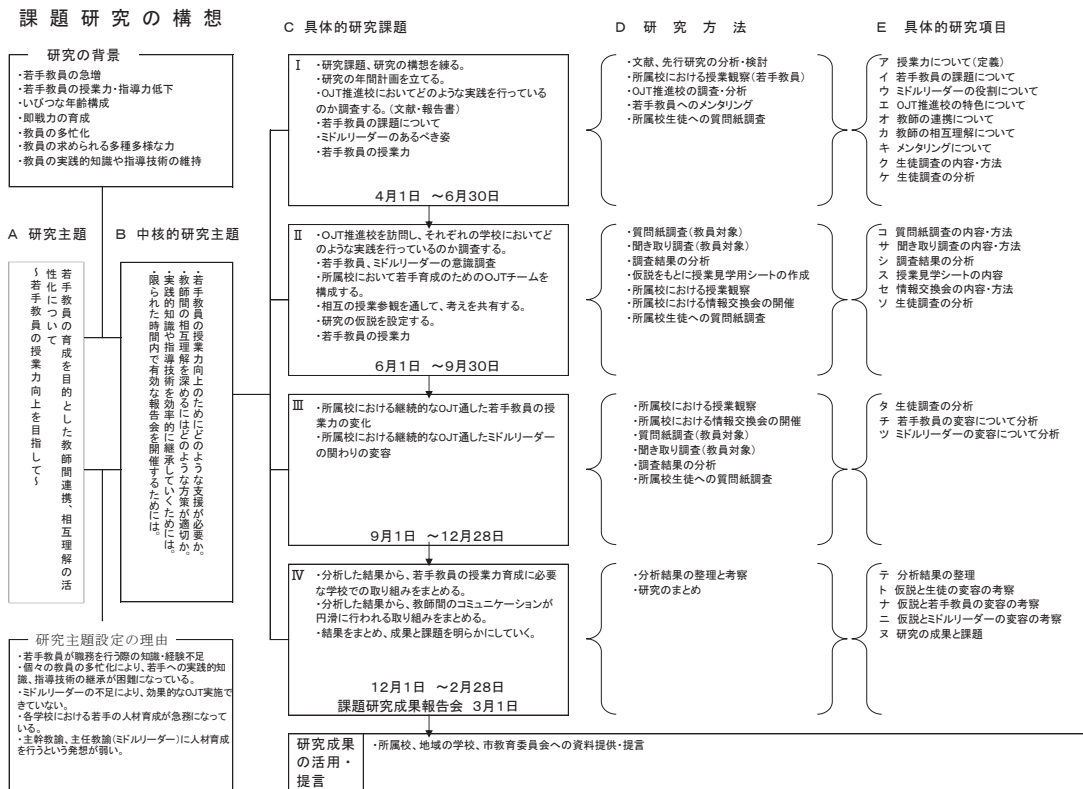 課題研究の構想
研究の背景
・若手教員の急増
・若手教員の授業力・指導力低下
・いびつな年齢構成
・即戦力の育成
・教員の多忙化
・教員の求められる多種多様な力
・教員の実践的知識や指導技術の維持
A 研究主題
若手教員の育成を目的とした教師間連携、相互理解の活
性化について
～若手教員の授業力向上を目指して～
B 中核的研究主題
・若手教員の授業力向上のためにどのような支援が必要か。
・教師間の相互理解を深めるにはどのような方策が適切か。
・実践的知識や指導技術を効率的に継承していくためには。
・限られた時間内で有効な報告会を開催するためには。
研究主題設定の理由
・若手教員が職務を行う際の知識・経験不足
・個々の教員の多忙化により、若手への実践的知
識、指導技術の継承が困難になっている。
・ミドルリーダーの不足により、効果的なOJT実施で
きていない。
・各学校における若手の人材育成が急務になって
いる。
・主幹教諭、主任教諭(ミドルリーダー)に人材育成
を行うという発想が弱い。
C 具体的研究課題
Ⅰ ・研究課題、研究の構想を練る。
・研究の年間計画を立てる。
・OJT推進校においてどのような実践を行っている
のか調査する。(文献・報告書)
・若手教員の課題について
・ミドルリーダーのあるべき姿
・若手教員の授業力
4月1日 ～6月30日
Ⅱ ・OJT推進校を訪問し、それぞれの学校においてど
のような実践を行っているのか調査する。
・若手教員、ミドルリーダーの意識調査
・所属校において若手育成のためのOJTチームを
構成する。
・相互の授業参観を通して、考えを共有する。
・研究の仮説を設定する。
・若手教員の授業力
6月1日 ～9月30日
Ⅲ ・所属校における継続的なOJT通した若手教員の授
業力の変化
・所属校における継続的なOJT通したミドルリーダー
の関わりの変容
9月1日 ～12月28日
Ⅳ ・分析した結果から、若手教員の授業力育成に必要
な学校での取り組みをまとめる。
・分析した結果から、教師間のコミュニケーションが
円滑に行われる取り組みをまとめる。
・結果をまとめ、成果と課題を明らかにしていく。
12月1日 ～2月28日
課題研究成果報告会 3月1日
D 研究方法
・文献、先行研究の分析・検討
・所属校における授業観察(若手教員)
・OJT推進校の調査・分析
・若手教員へのメンタリング
・所属校生徒への質問紙調査
・質問紙調査(教員対象)
・聞き取り調査(教員対象)
・調査結果の分析
・仮説をもとに授業見学用シートの作成
・所属校における授業観察
・所属校における情報交換会の開催
・所属校生徒への質問紙調査
・所属校における授業観察
・所属校における情報交換会の開催
・質問紙調査(教員対象)
・聞き取り調査(教員対象)
・調査結果の分析
・所属校生徒への質問紙調査
・分析結果の整理と考察
・研究のまとめ
E 具体的研究項目
ア 授業力について(定義)
イ 若手教員の課題について
ウ ミドルリーダーの役割について
エ OJT推進校の特色について
オ 教師の連携について
カ 教師の相互理解について
キ メンタリングについて
ク 生徒調査の内容・方法
ケ 生徒調査の分析
コ 質問紙調査の内容・方法
サ 聞き取り調査の内容・方法
シ 調査結果の分析
ス 授業見学シートの内容
セ 情報交換会の内容・方法
ソ 生徒調査の分析
タ 生徒調査の分析
チ 若手教員の変容について分析
ツ ミドルリーダーの変容について分析
テ 分析結果の整理
ト 仮説と生徒の変容の考察
ナ 仮説と若手教員の変容の考察
ニ 仮説とミドルリーダーの変容の考察
ヌ 研究の成果と課題
研究成果
の活用・
提言
・所属校、地域の学校、市教育委員会への資料提供・提言